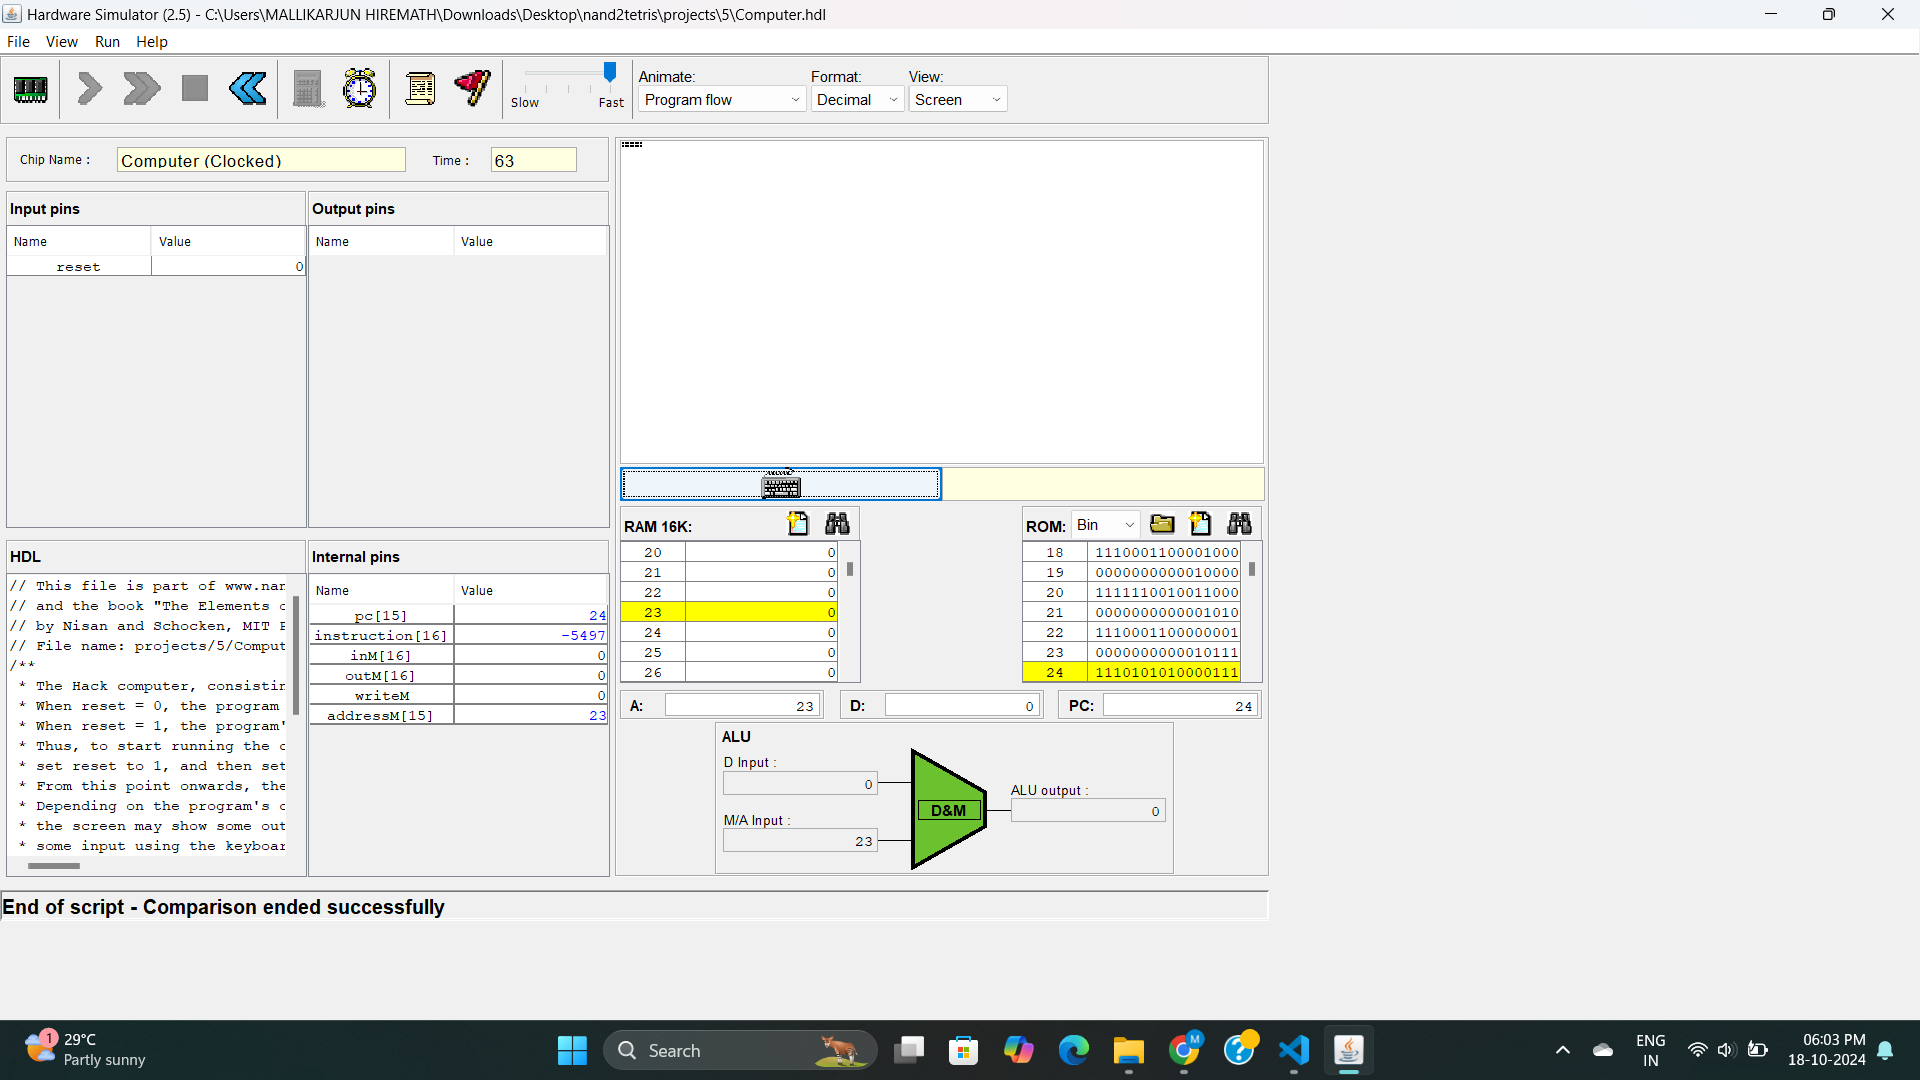 Hardware Simulator (2.5) - C:\Users\MALLIKARJUN HIREMATH\Downloads\Desktop\nand2tetris\projects\5\Computer.hdl
File View Run Help
Slow Fast
Animate:
Program flow
Format:
Decimal
View:
Screen
Chip Name :
Computer (Clocked)
Time :
63
Input pins
Name Value
reset 0
Output pins
Name Value
HDL
// This file is part of www.nan
// and the book "The Elements o
// by Nisan and Schocken, MIT P
// File name: projects/5/Comput
/**
* The Hack computer, consistin
* When reset = 0, the program
* When reset = 1, the program'
* Thus, to start running the c
* set reset to 1, and then set
* From this point onwards, the
* Depending on the program's c
* the screen may show some out
* some input using the keyboar
Internal pins
Name Value
pc[15] 24
instruction[16] -5497
inM[16] 0
outM[16] 0
writeM 0
addressM[15] 23
RAM 16K:
20 0
21 0
22 0
23 0
24 0
25 0
26 0
ROM: Bin
18 1110001100001000
19 0000000000010000
20 1111110010011000
21 0000000000001010
22 1110001100000001
23 0000000000010111
24 1110101010000111
A: 23
D: 0
PC: 24
ALU
D Input :
0
M/A Input :
23
D&M
ALU output :
0
End of script - Comparison ended successfully
1
29°C
Partly sunny
Search
M
ENG
IN
06:03 PM
18-10-2024